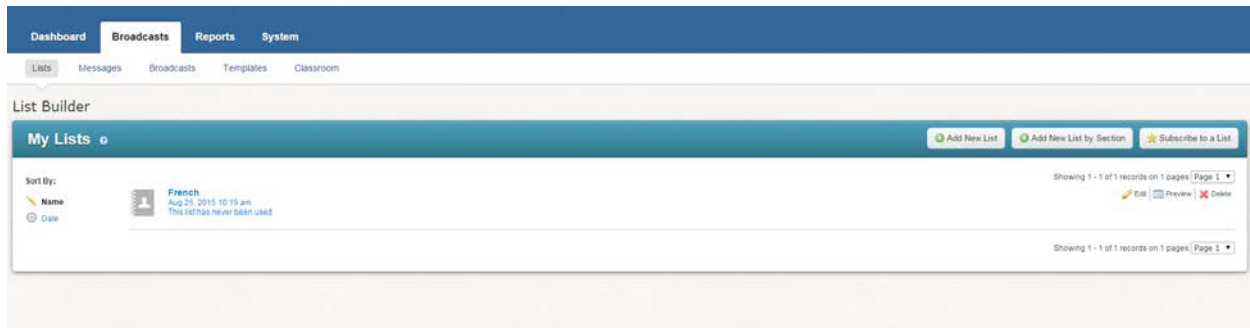 Dashboard Broadcasts Reports System
Lists Messages Broadcasts Templates Classroom
List Builder
My Lists Add New List Add New List by Section Subscribe to a List
Sort By:
Name
Date
French
Aug 25, 2015 10:19 am
This list has never been used
Showing 1 - 1 of 1 records on 1 pages Page 1
Edit Preview Delete
Showing 1 - 1 of 1 records on 1 pages Page 1